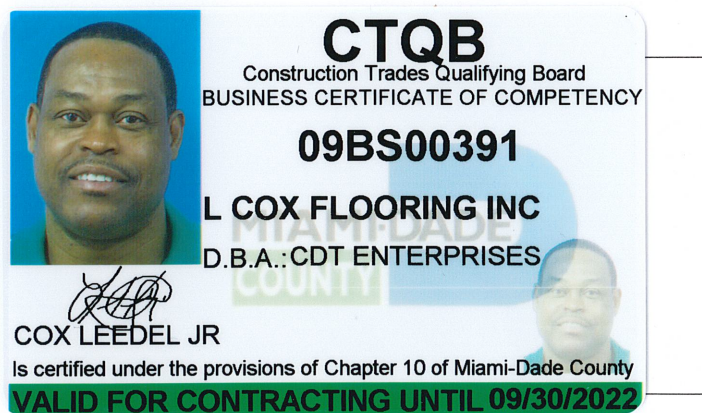 CTQB
Construction Trades Qualifying Board
BUSINESS CERTIFICATE OF COMPETENCY
09BS00391
L COX FLOORING INC
MIAMI-DADE
D.B.A.: CDT ENTERPRISES
COUNTY
COX LEEDEL JR
Is certified under the provisions of Chapter 10 of Miami-Dade County
VALID FOR CONTRACTING UNTIL 09/30/2022